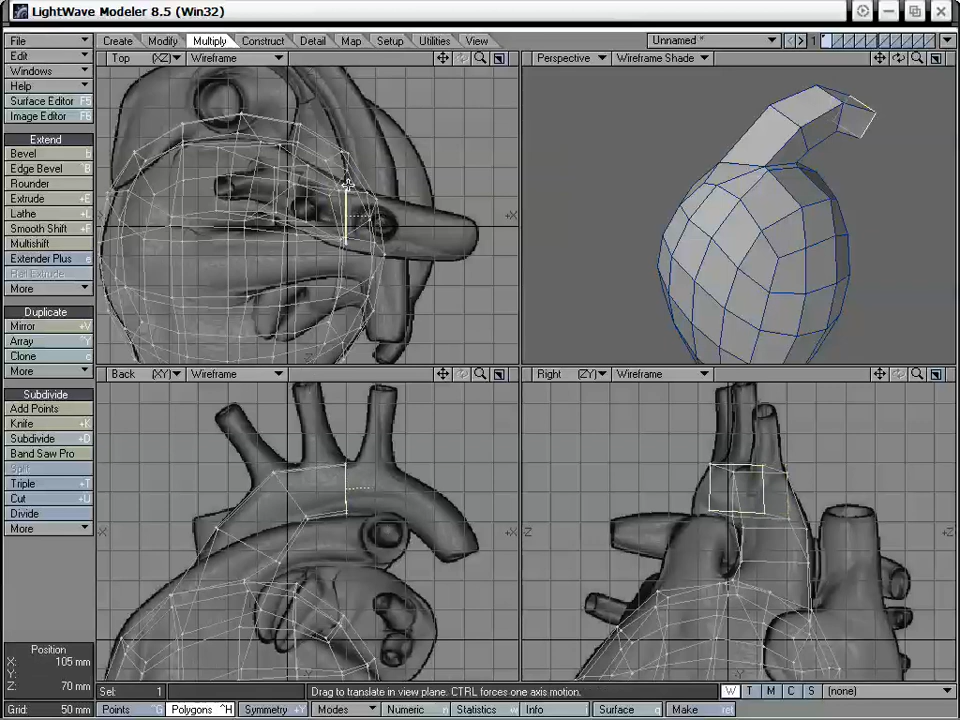 LightWave Modeler 8.5 (Win32)
File
Create Modify Multiply Construct Detail Map Setup Utilities View Unnamed *
Edit
Windows
Help
Surface Editor F5
Image Editor F6
Extend
Bevel b
Edge Bevel ^B
Rounder
Extrude +E
Lathe +L
Smooth Shift +F
Multishift
Extender Plus e
Rail Extrude...
More
Duplicate
Mirror +V
Array ^Y
Clone c
More
Subdivide
Add Points
Knife +K
Subdivide +D
Band Saw Pro
Split
Triple +T
Cut +U
Divide
More
Top (XZ) Wireframe
Perspective Wireframe Shade
Back (XY) Wireframe
Right (ZY) Wireframe
+X
X
Z
+Z
Position
X: 105 mm
Y:
Z: 70 mm
Grid: 50 mm
Sel: 1 Drag to translate in view plane. CTRL forces one axis motion. W T M C S (none)
Points ^G Polygons ^H Symmetry +Y Modes Numeric n Statistics w Info i Surface q Make ret